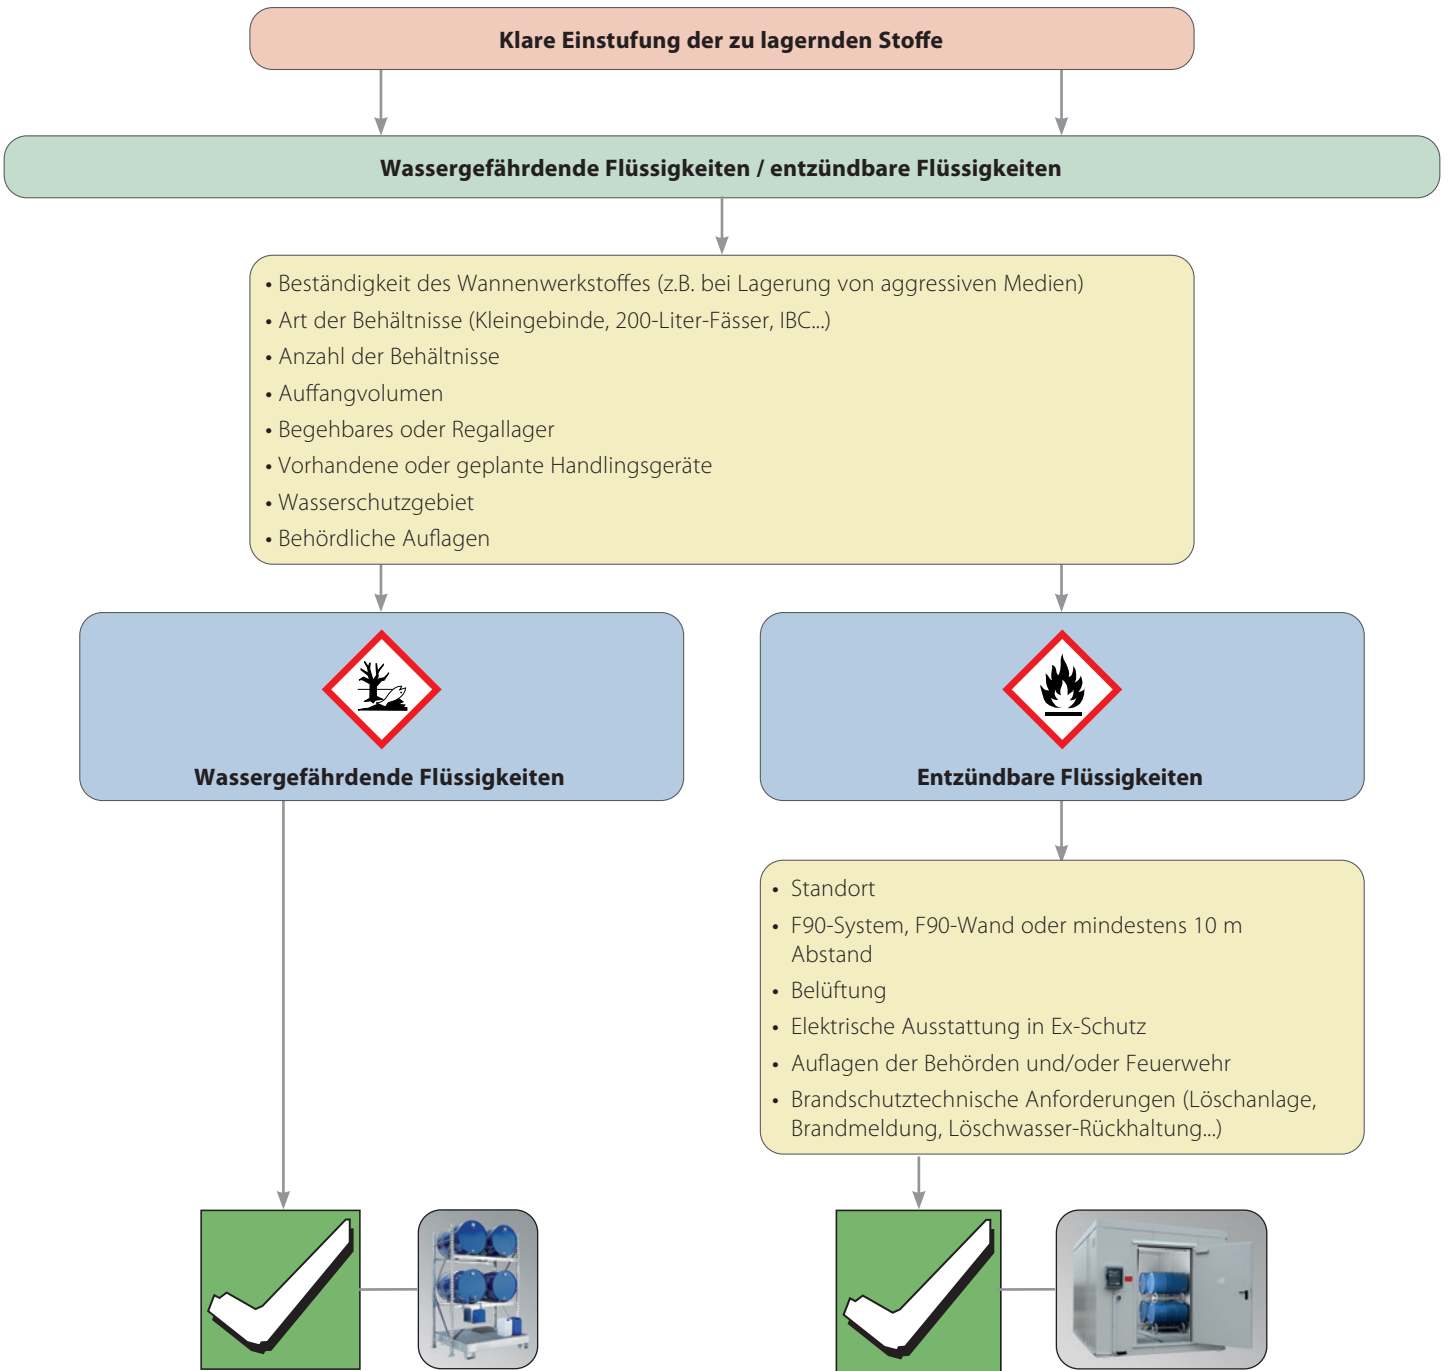 Klare Einstufung der zu lagernden Stoffe
Wassergefährdende Flüssigkeiten / entzündbare Flüssigkeiten
• Beständigkeit des Wannenwerkstoffes (z.B. bei Lagerung von aggressiven Medien)
• Art der Behältnisse (Kleingebinde, 200-Liter-Fässer, IBC...)
• Anzahl der Behältnisse
• Auffangvolumen
• Begehbares oder Regallager
• Vorhandene oder geplante Handlingsgeräte
• Wasserschutzgebiet
• Behördliche Auflagen
Wassergefährdende Flüssigkeiten
Entzündbare Flüssigkeiten
• Standort
• F90-System, F90-Wand oder mindestens 10 m
Abstand
• Belüftung
• Elektrische Ausstattung in Ex-Schutz
• Auflagen der Behörden und/oder Feuerwehr
• Brandschutztechnische Anforderungen (Löschanlage,
Brandmeldung, Löschwasser-Rückhaltung...)